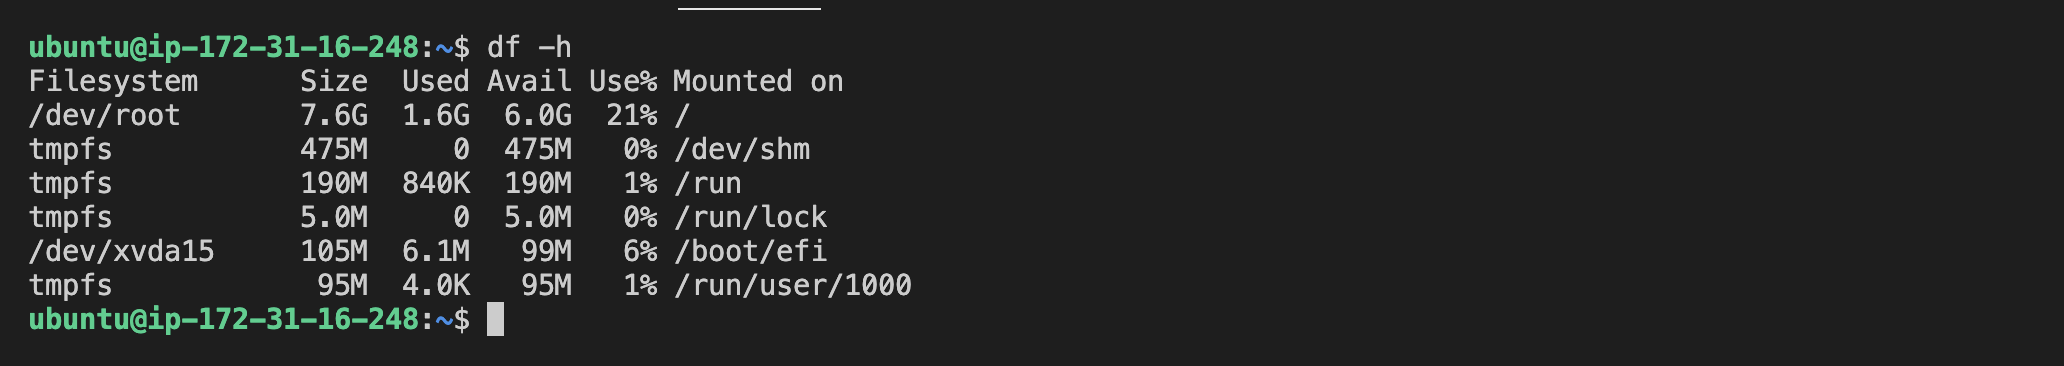 ubuntu@ip-172-31-16-248:~$ df -h
Filesystem      Size  Used Avail Use% Mounted on
/dev/root       7.6G  1.6G  6.0G  21% /
tmpfs           475M     0  475M   0% /dev/shm
tmpfs           190M  840K  190M   1% /run
tmpfs           5.0M     0  5.0M   0% /run/lock
/dev/xvda15     105M  6.1M   99M   6% /boot/efi
tmpfs            95M  4.0K   95M   1% /run/user/1000
ubuntu@ip-172-31-16-248:~$